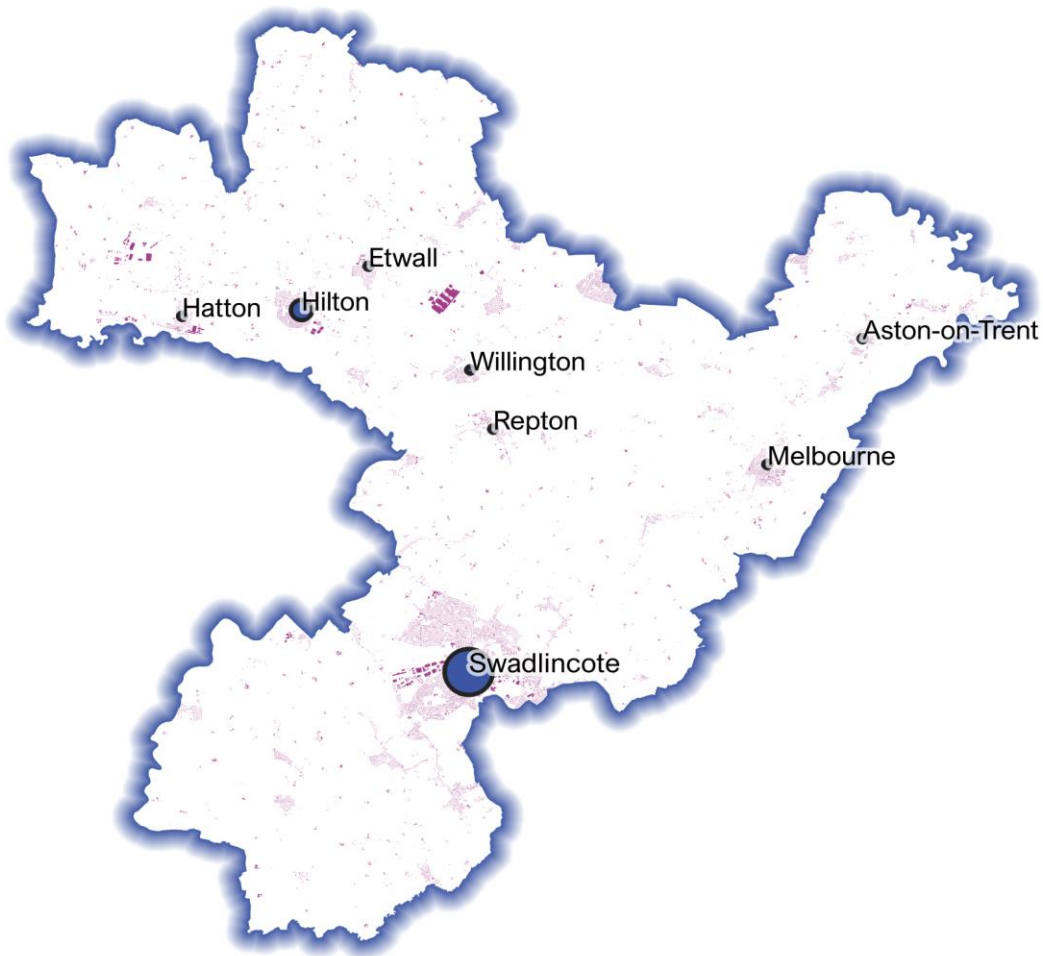 Etwall
Hatton
Hilton
Aston-on-Trent
Willington
Repton
Melbourne
Swadlincote